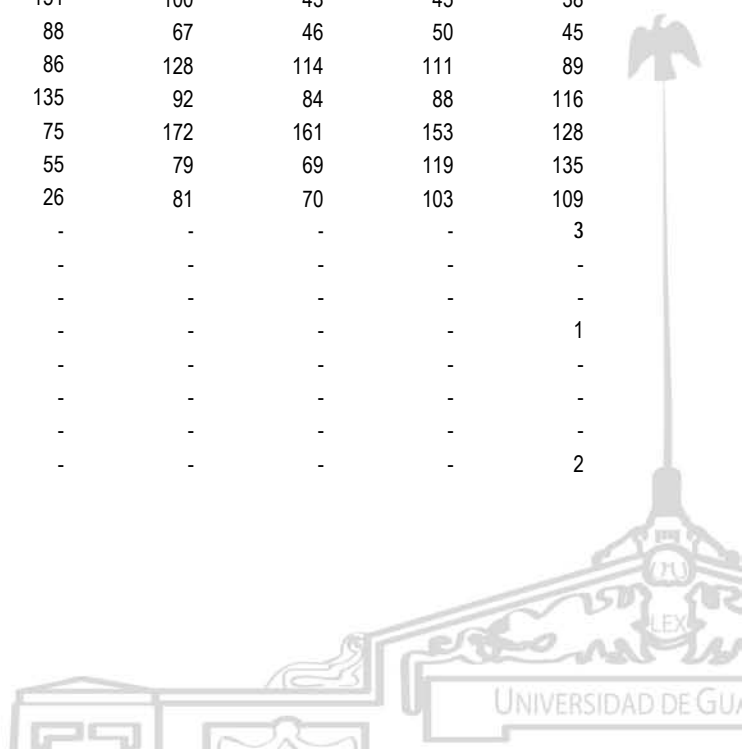 88 67 46 50 45
86 128 114 111 89
135 92 84 88 116
75 172 161 153 128
55 79 69 119 135
26 81 70 103 109
- - - - 3
- - - - -
- - - - -
- - - - 1
- - - - -
- - - - -
- - - - -
- - - - 2
LEX
UNIVERSIDAD DE